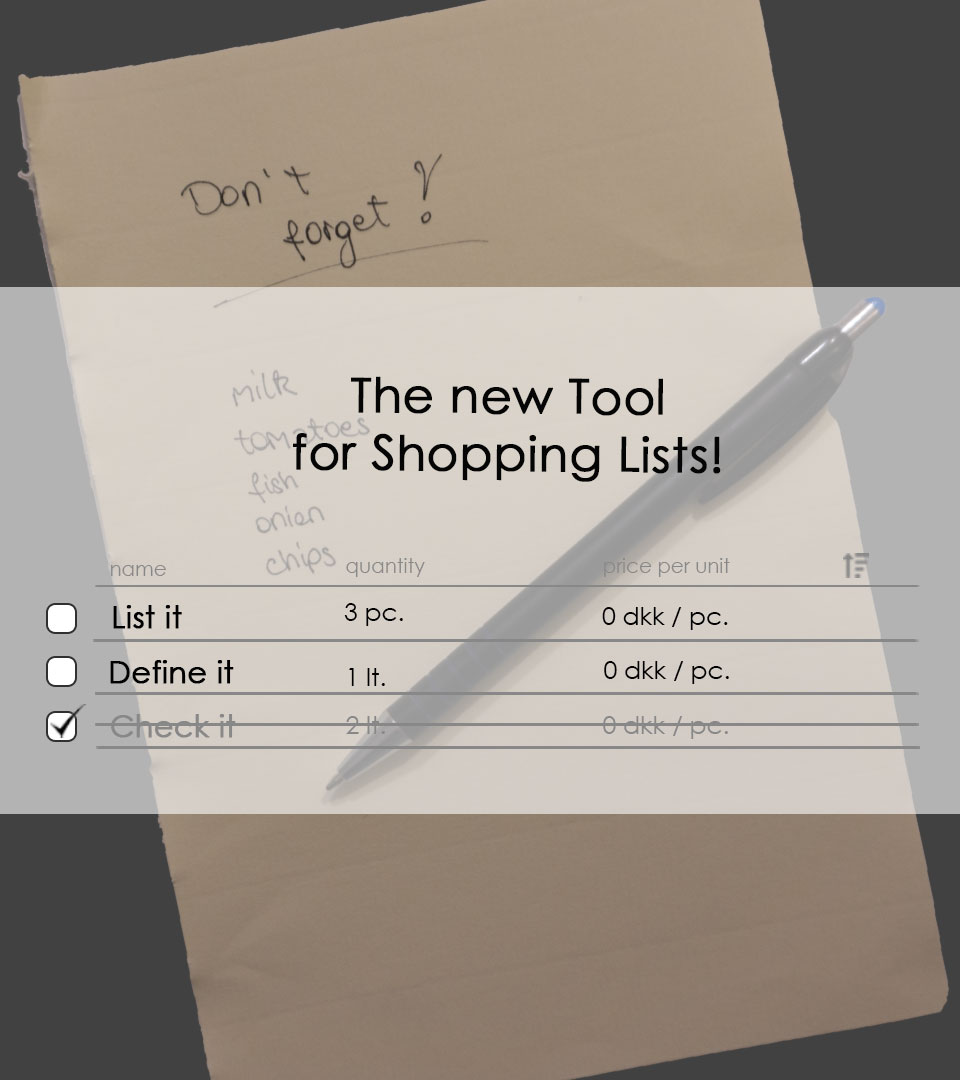 Don't
forget!
milk
The new Tool
tomatoes
for Shopping Lists!
fish
onion
chips
name quantity price per unit
List it 3 pc. 0 dkk / pc.
Define it 1 lt. 0 dkk / pc.
Check it 2 lt. 0 dkk / pc.